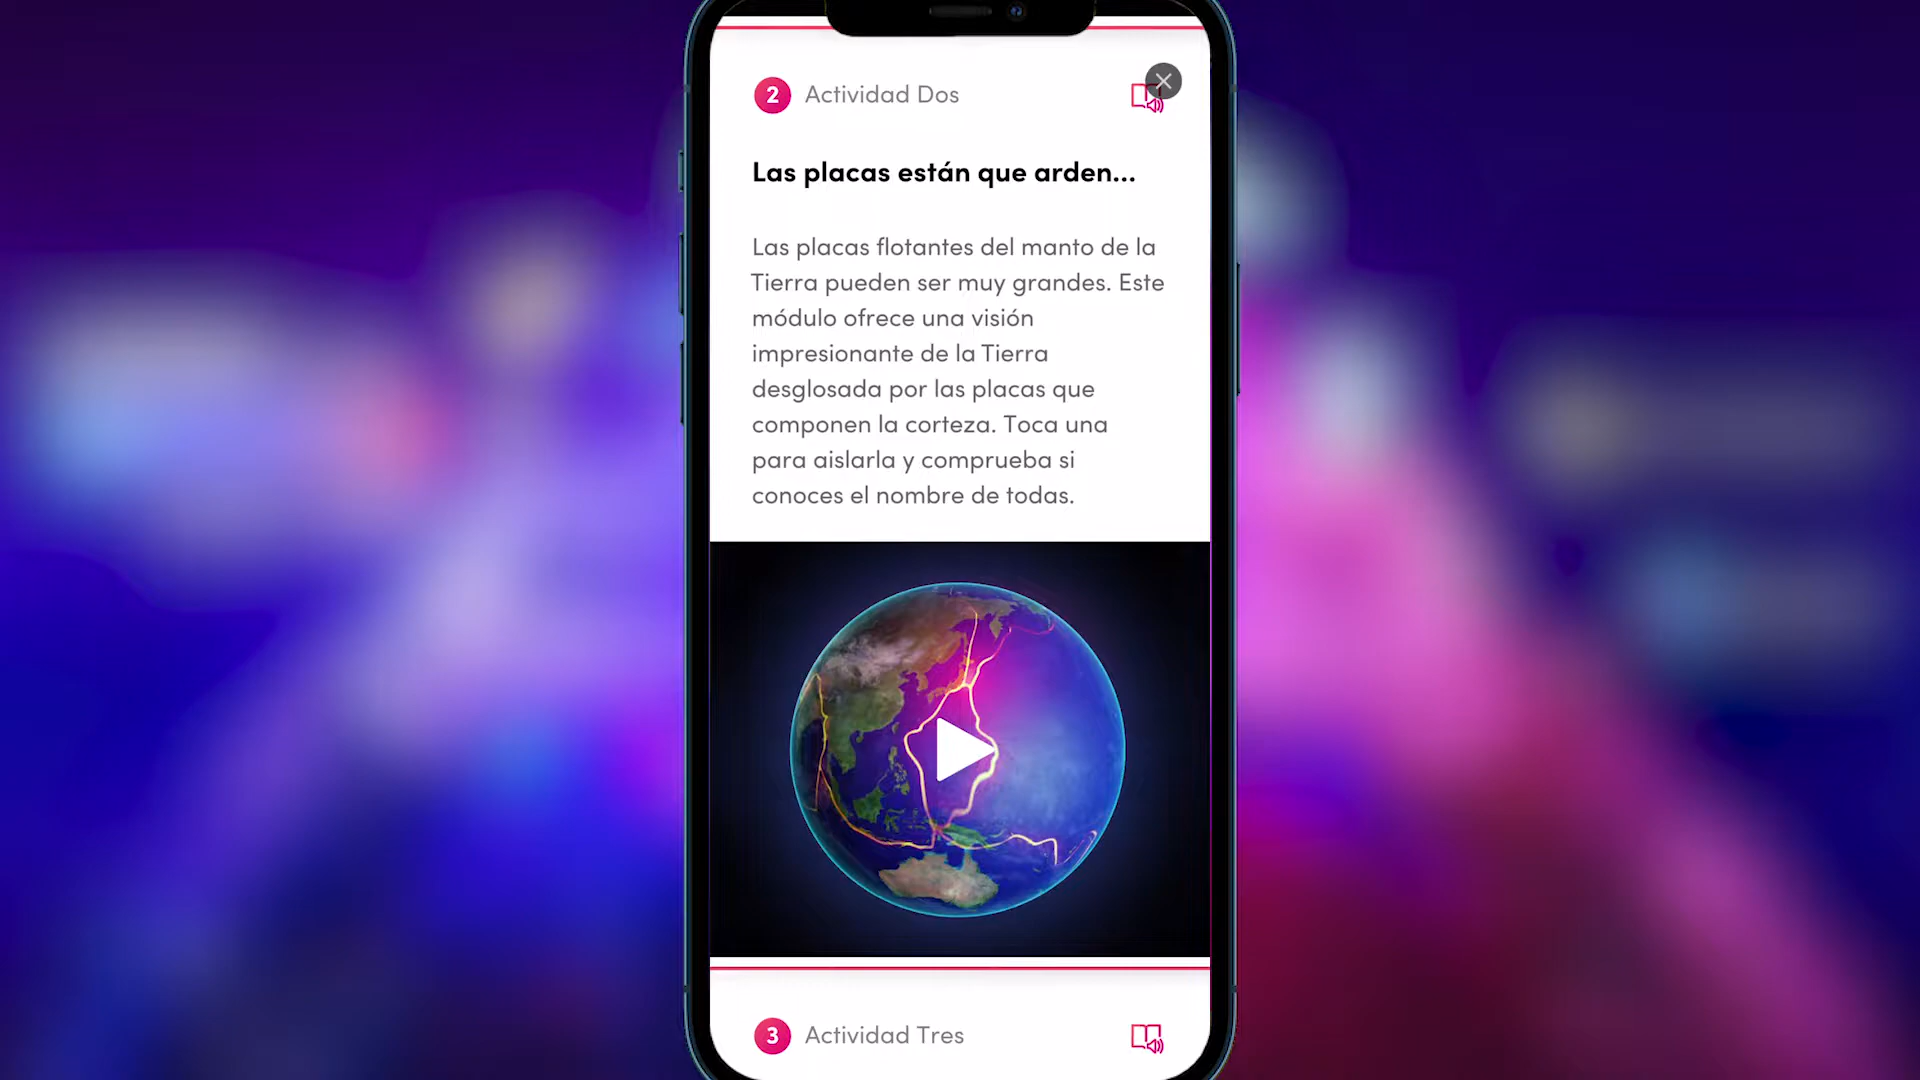 2 Actividad Dos
Las placas están que arden...
Las placas flotantes del manto de la
Tierra pueden ser muy grandes. Este
módulo ofrece una visión
impresionante de la Tierra
desglosada por las placas que
componen la corteza. Toca una
para aislarla y comprueba si
conoces el nombre de todas.
3 Actividad Tres